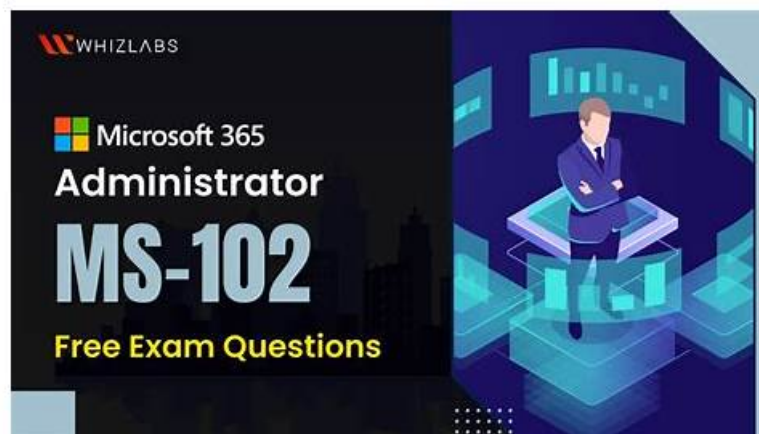 WHIZLABS
Microsoft 365
Administrator
MS-102
Free Exam Questions